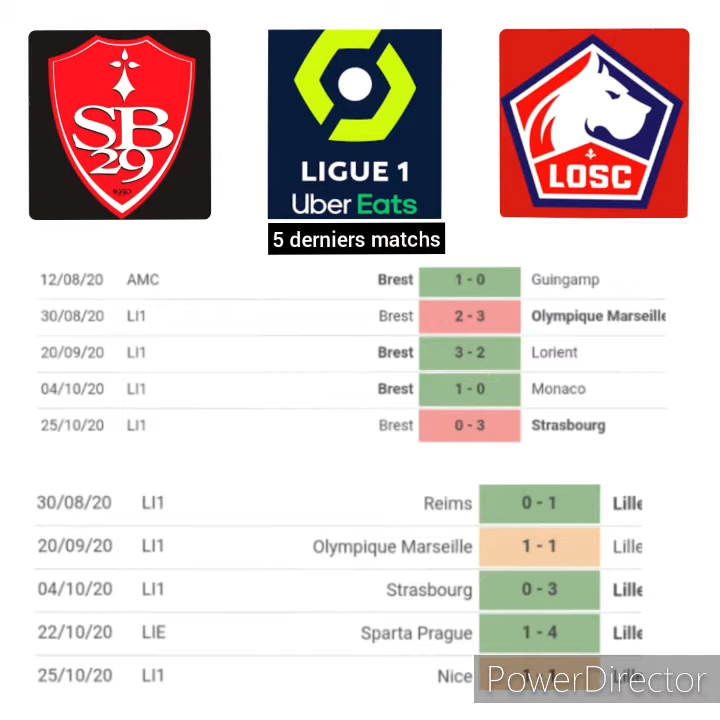 SB
29
1950
LIGUE 1
Uber Eats
LOSC
5 derniers matchs
12/08/20 AMC Brest 1 - 0 Guingamp
30/08/20 LI1 Brest 2 - 3 Olympique Marseille
20/09/20 LI1 Brest 3 - 2 Lorient
04/10/20 LI1 Brest 1 - 0 Monaco
25/10/20 LI1 Brest 0 - 3 Strasbourg
30/08/20 LI1 Reims 0 - 1 Lille
20/09/20 LI1 Olympique Marseille 1 - 1 Lille
04/10/20 LI1 Strasbourg 0 - 3 Lille
22/10/20 LIE Sparta Prague 1 - 4 Lille
25/10/20 LI1 Nice 1 - 1 Lille
PowerDirector